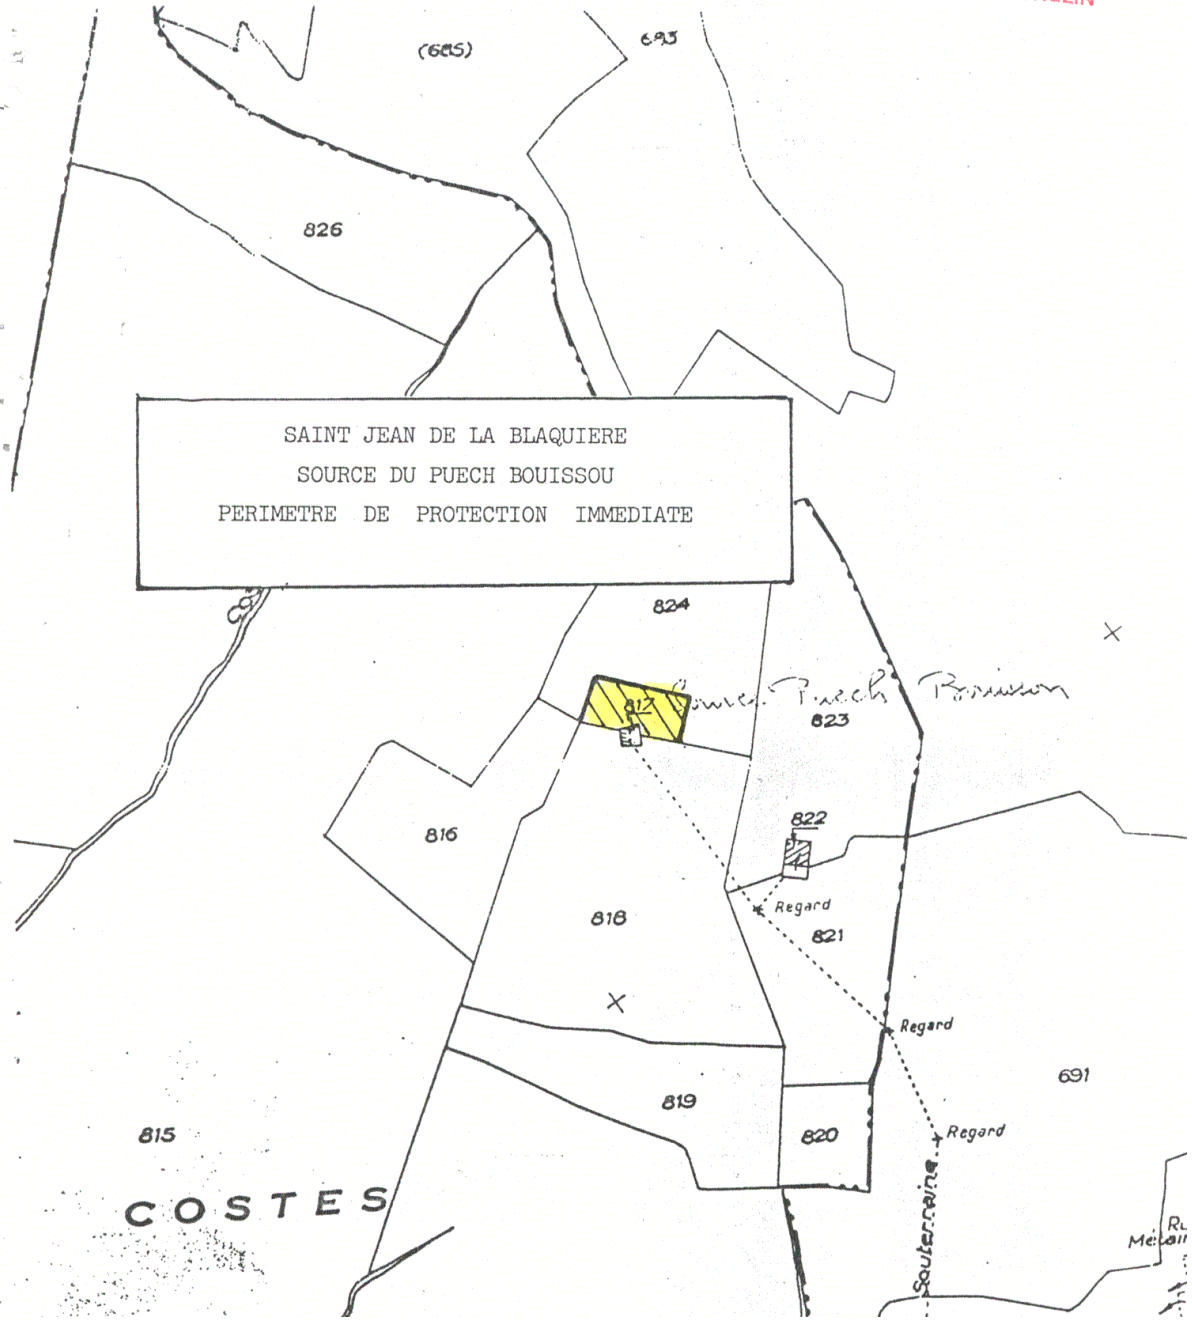 (685)
693
826
SAINT JEAN DE LA BLAQUIERE
SOURCE DU PUECH BOUISSOU
PERIMETRE DE PROTECTION IMMEDIATE
824
817
Puech Bouisson
823
822
816
Regard
818
821
Regard
691
819
820
Regard
815
COSTES
Souterraine